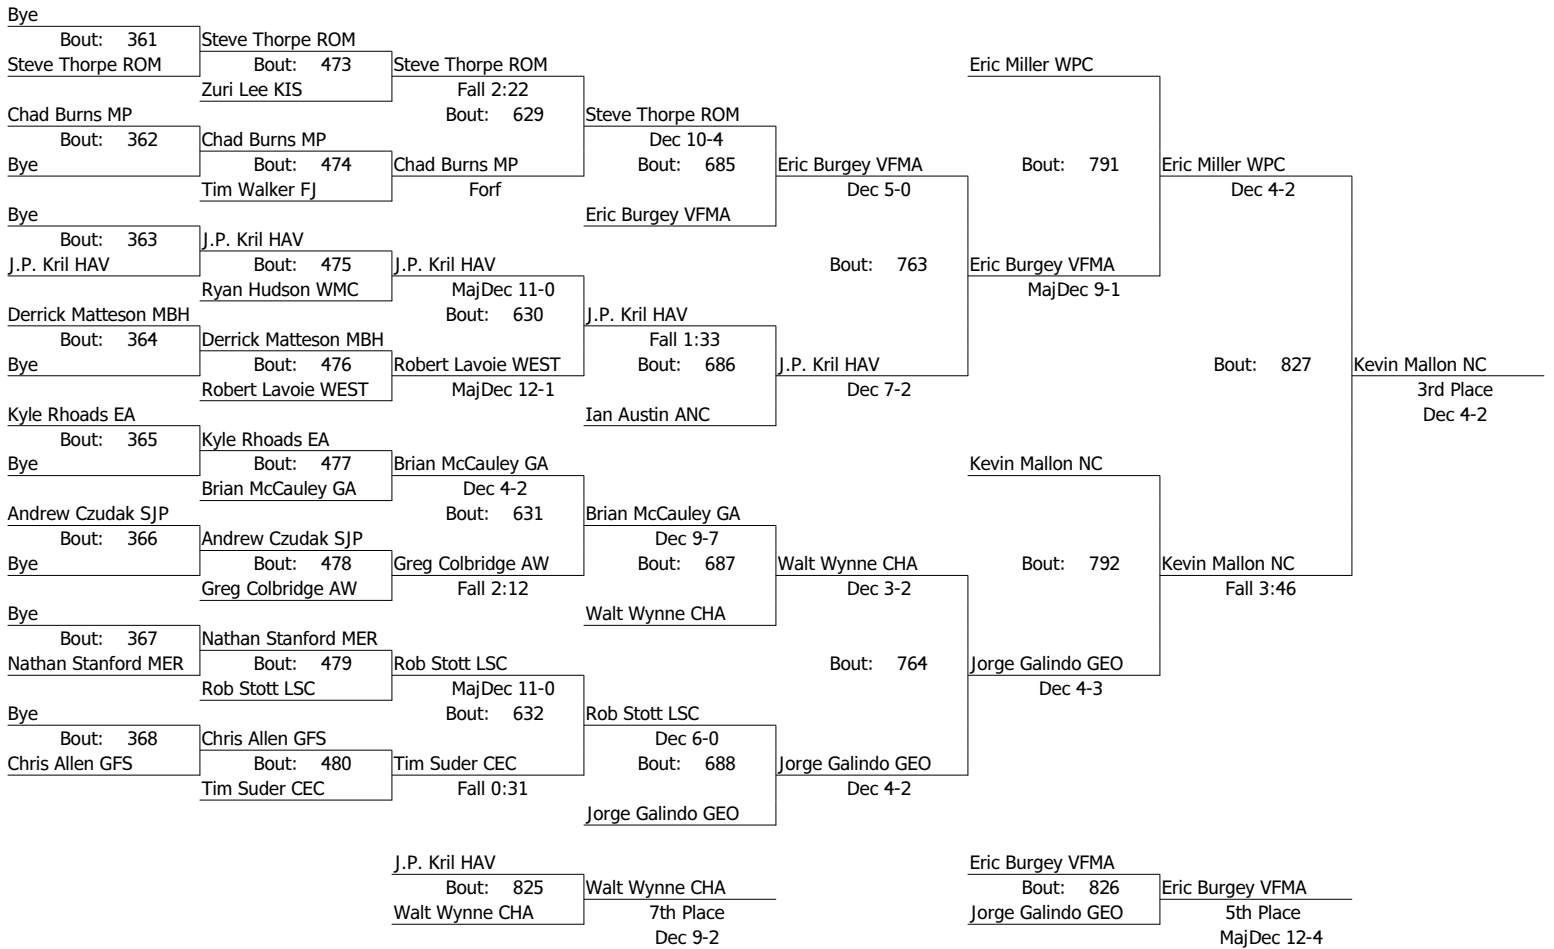 Bye
Bout: 361 Steve Thorpe ROM
Steve Thorpe ROM Bout: 473 Steve Thorpe ROM Eric Miller WPC
Zuri Lee KIS Fall 2:22
Chad Burns MP Bout: 629 Steve Thorpe ROM
Bout: 362 Chad Burns MP Dec 10-4
Bye Bout: 474 Chad Burns MP Bout: 685 Eric Burgey VFMA Bout: 791 Eric Miller WPC
Tim Walker FJ Forf Dec 5-0 Dec 4-2
Bye Eric Burgey VFMA
Bout: 363 J.P. Kril HAV
J.P. Kril HAV Bout: 475 J.P. Kril HAV Bout: 763 Eric Burgey VFMA
Ryan Hudson WMC MajDec 11-0 MajDec 9-1
Derrick Matteson MBH Bout: 630 J.P. Kril HAV
Bout: 364 Derrick Matteson MBH Fall 1:33
Bye Bout: 476 Robert Lavoie WEST Bout: 686 J.P. Kril HAV Bout: 827 Kevin Mallon NC
Robert Lavoie WEST MajDec 12-1 Dec 7-2 3rd Place
Kyle Rhoads EA Ian Austin ANC Dec 4-2
Bout: 365 Kyle Rhoads EA
Bye Bout: 477 Brian McCauley GA Kevin Mallon NC
Brian McCauley GA Dec 4-2
Andrew Czudak SJP Bout: 631 Brian McCauley GA
Bout: 366 Andrew Czudak SJP Dec 9-7
Bye Bout: 478 Greg Colbridge AW Bout: 687 Walt Wynne CHA Bout: 792 Kevin Mallon NC
Greg Colbridge AW Fall 2:12 Dec 3-2 Fall 3:46
Bye Walt Wynne CHA
Bout: 367 Nathan Stanford MER
Nathan Stanford MER Bout: 479 Rob Stott LSC Bout: 764 Jorge Galindo GEO
Rob Stott LSC MajDec 11-0 Dec 4-3
Bye Bout: 632 Rob Stott LSC
Bout: 368 Chris Allen GFS Dec 6-0
Chris Allen GFS Bout: 480 Tim Suder CEC Bout: 688 Jorge Galindo GEO
Tim Suder CEC Fall 0:31 Dec 4-2
Jorge Galindo GEO
J.P. Kril HAV Eric Burgey VFMA
Bout: 825 Walt Wynne CHA Bout: 826 Eric Burgey VFMA
Walt Wynne CHA 7th Place Jorge Galindo GEO 5th Place
Dec 9-2 MajDec 12-4